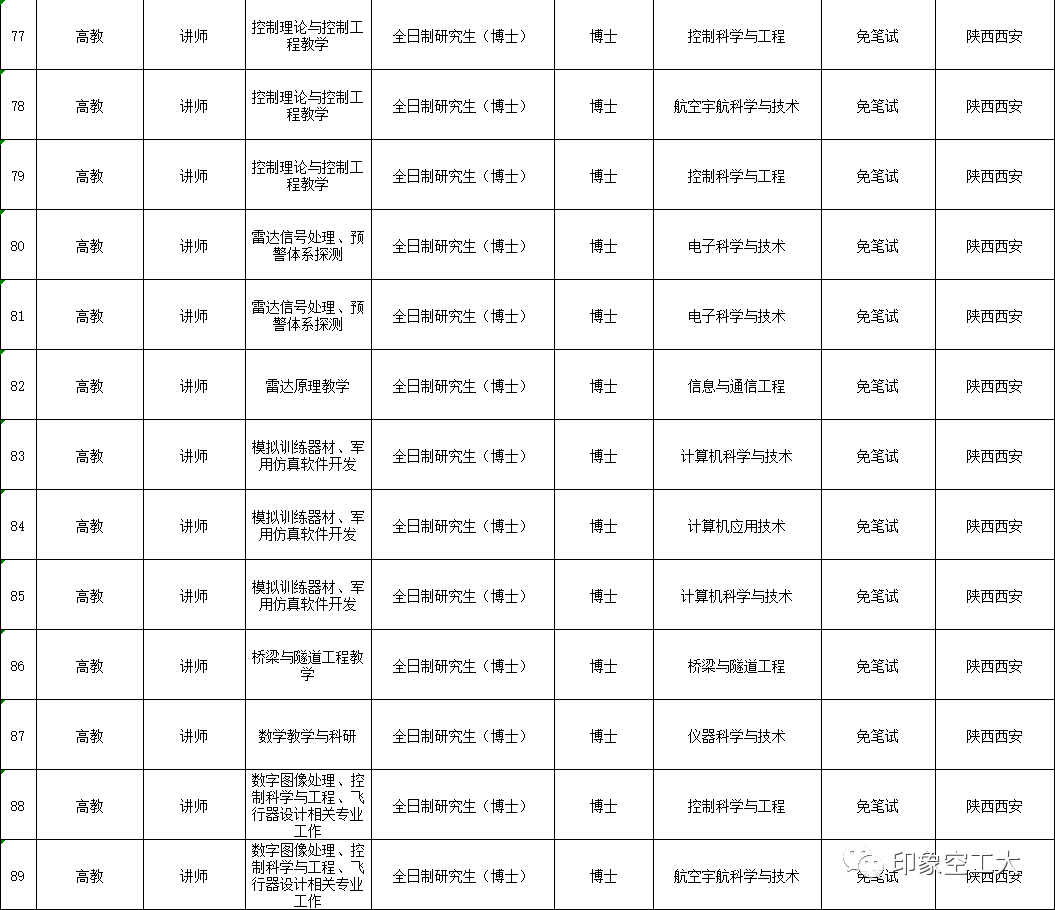 77 高教 讲师 控制理论与控制工程教学 全日制研究生（博士） 博士 控制科学与工程 免笔试 陕西西安
78 高教 讲师 控制理论与控制工程教学 全日制研究生（博士） 博士 航空宇航科学与技术 免笔试 陕西西安
79 高教 讲师 控制理论与控制工程教学 全日制研究生（博士） 博士 控制科学与工程 免笔试 陕西西安
80 高教 讲师 雷达信号处理、预警体系探测 全日制研究生（博士） 博士 电子科学与技术 免笔试 陕西西安
81 高教 讲师 雷达信号处理、预警体系探测 全日制研究生（博士） 博士 电子科学与技术 免笔试 陕西西安
82 高教 讲师 雷达原理教学 全日制研究生（博士） 博士 信息与通信工程 免笔试 陕西西安
83 高教 讲师 模拟训练器材、军用仿真软件开发 全日制研究生（博士） 博士 计算机科学与技术 免笔试 陕西西安
84 高教 讲师 模拟训练器材、军用仿真软件开发 全日制研究生（博士） 博士 计算机应用技术 免笔试 陕西西安
85 高教 讲师 模拟训练器材、军用仿真软件开发 全日制研究生（博士） 博士 计算机科学与技术 免笔试 陕西西安
86 高教 讲师 桥梁与隧道工程教学 全日制研究生（博士） 博士 桥梁与隧道工程 免笔试 陕西西安
87 高教 讲师 数学教学与科研 全日制研究生（博士） 博士 仪器科学与技术 免笔试 陕西西安
88 高教 讲师 数字图像处理、控制科学与工程、飞行器设计相关专业工作 全日制研究生（博士） 博士 控制科学与工程 免笔试 陕西西安
89 高教 讲师 数字图像处理、控制科学与工程、飞行器设计相关专业工作 全日制研究生（博士） 博士 航空宇航科学与技术 免笔试 陕西西安
印象空工大